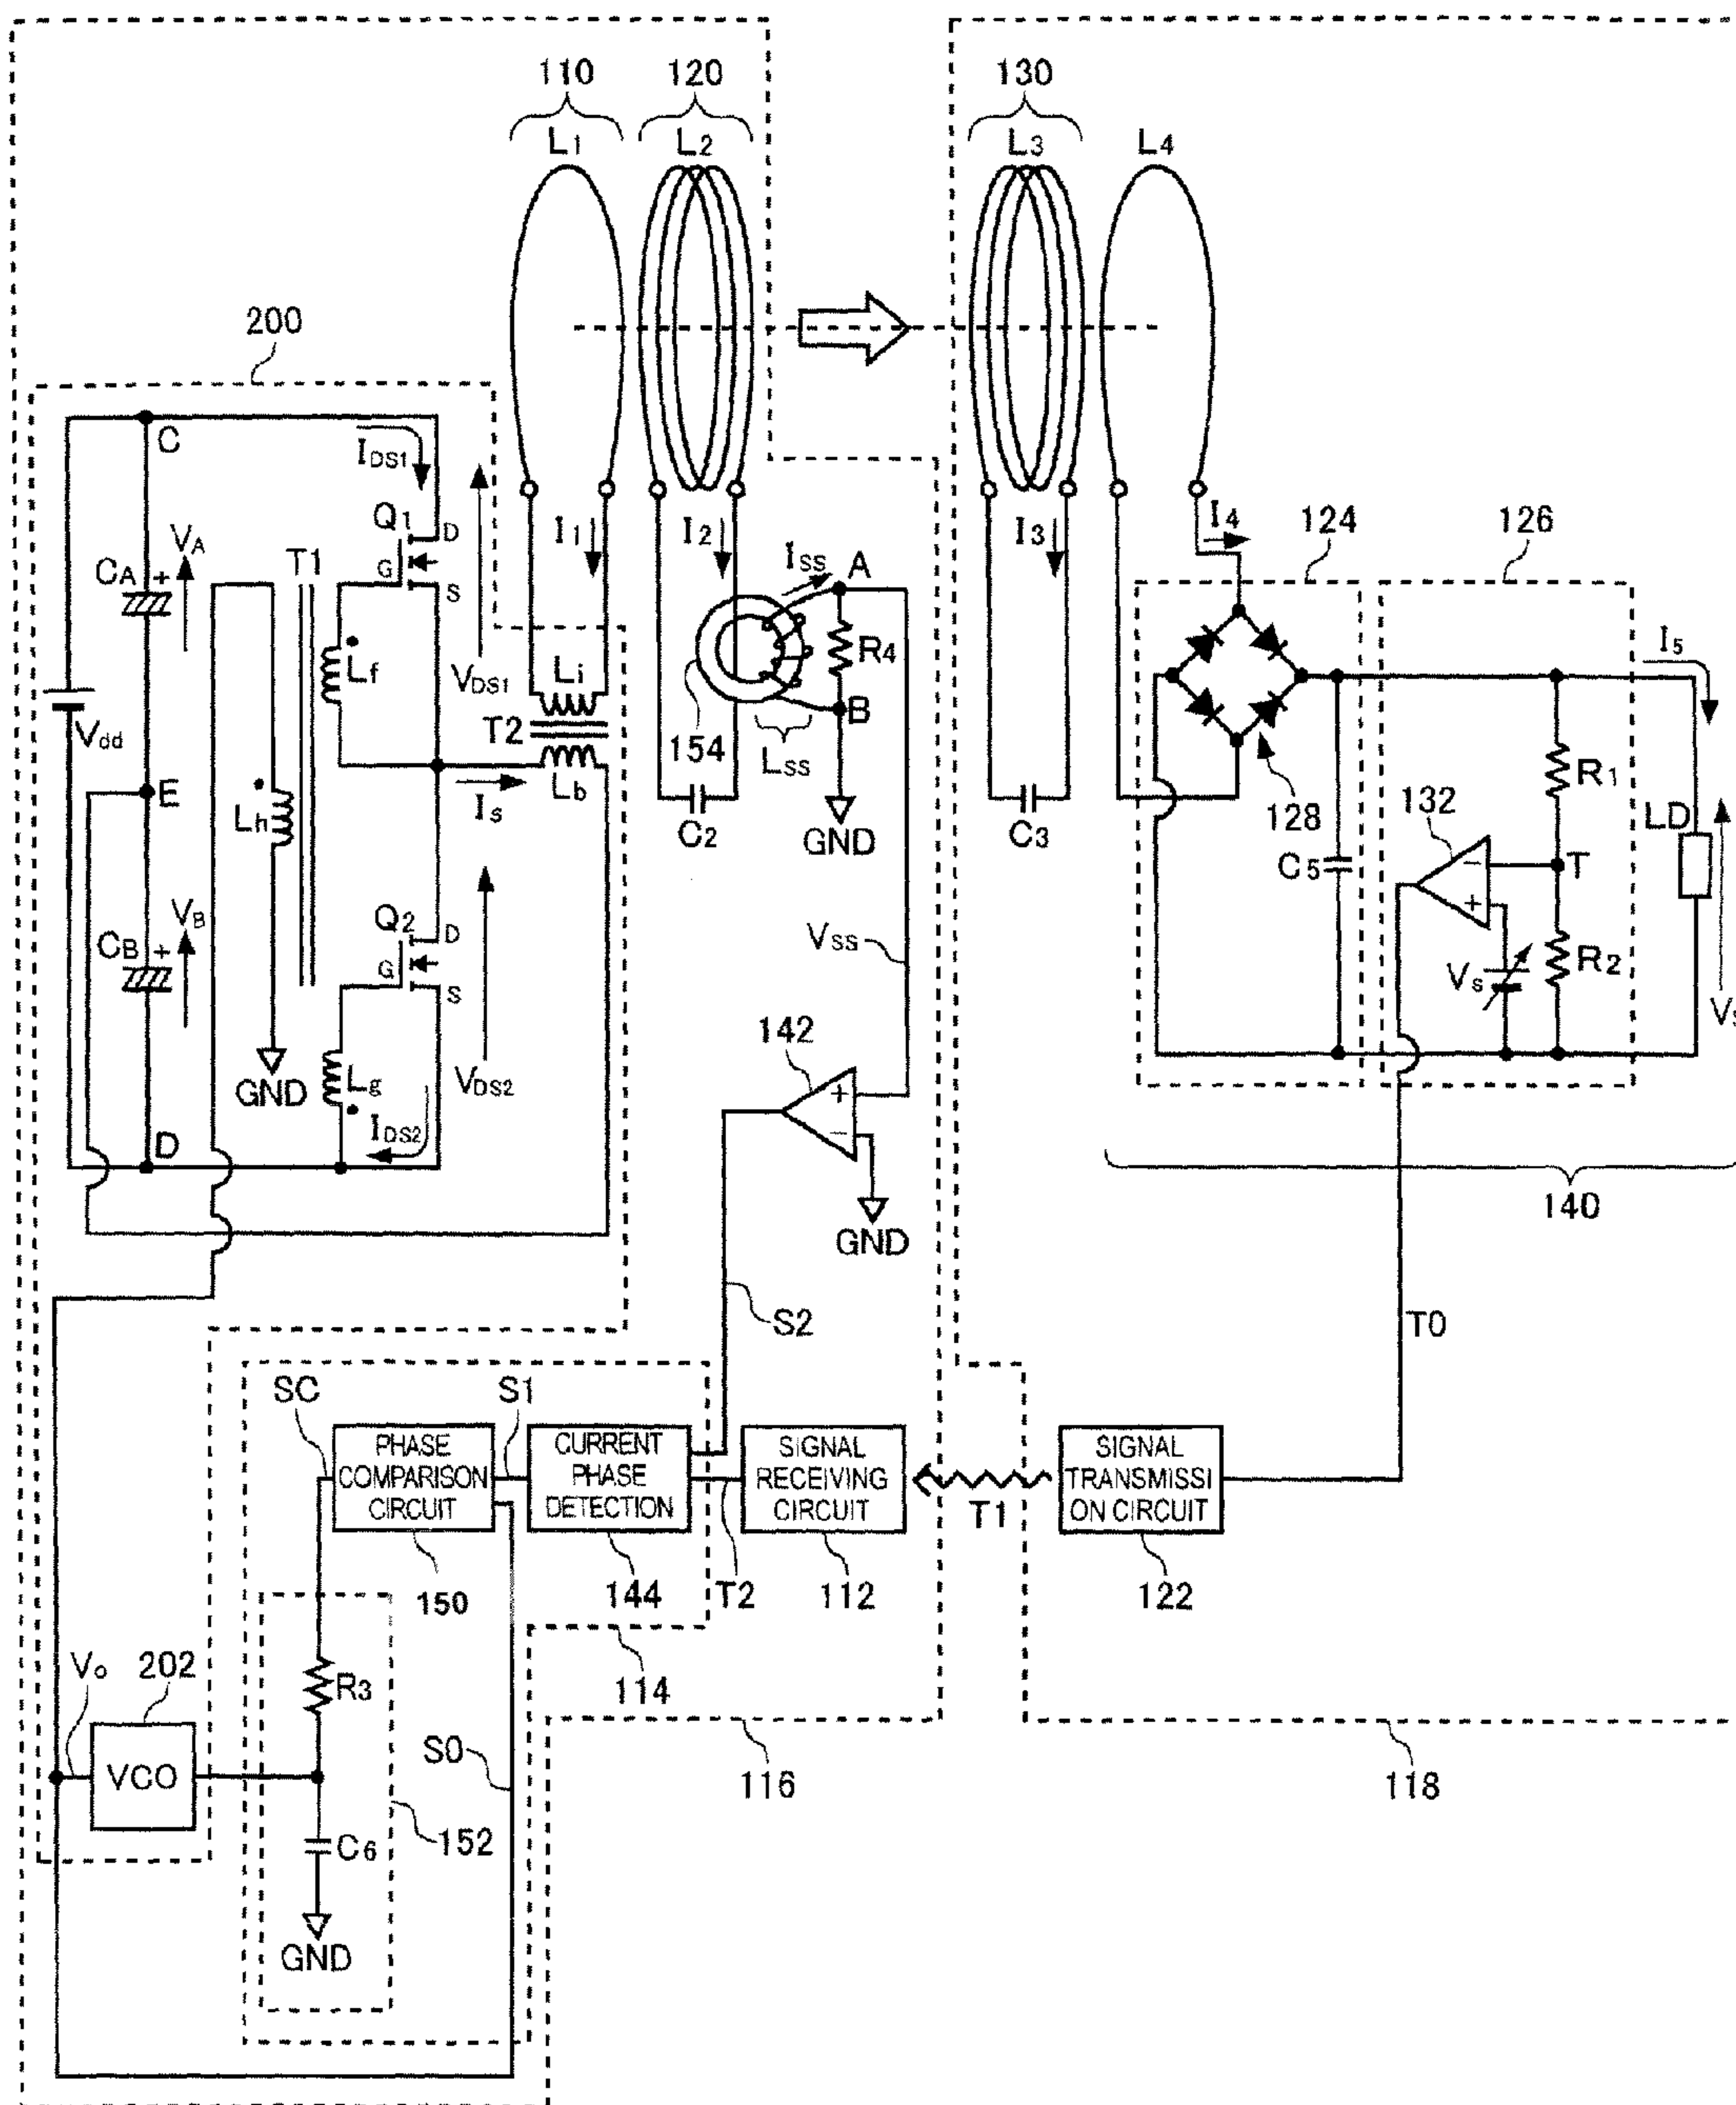 110
120
130
L1
L2
L3
L4
200
C
IDS1
Q1
D
G
S
VA
CA
+
T1
Lf
VDS1
I1
I2
ISS
A
R4
B
154
LSS
Li
T2
Lb
Is
Vdd
E
Lh
C2
GND
I3
C3
I4
124
126
I5
128
C5
132
R1
LD
T
−
+
Vs
R2
VB
CB
+
Q2
D
G
S
VDS2
Lg
GND
IDS2
D
VSS
142
+
−
GND
140
S2
T0
SC
S1
PHASE
COMPARISON
CIRCUIT
CURRENT
PHASE
DETECTION
SIGNAL
RECEIVING
CIRCUIT
SIGNAL
TRANSMISSI
ON CIRCUIT
T1
150
144
T2
112
122
Vo
202
R3
114
VCO
S0
116
118
C6
152
GND